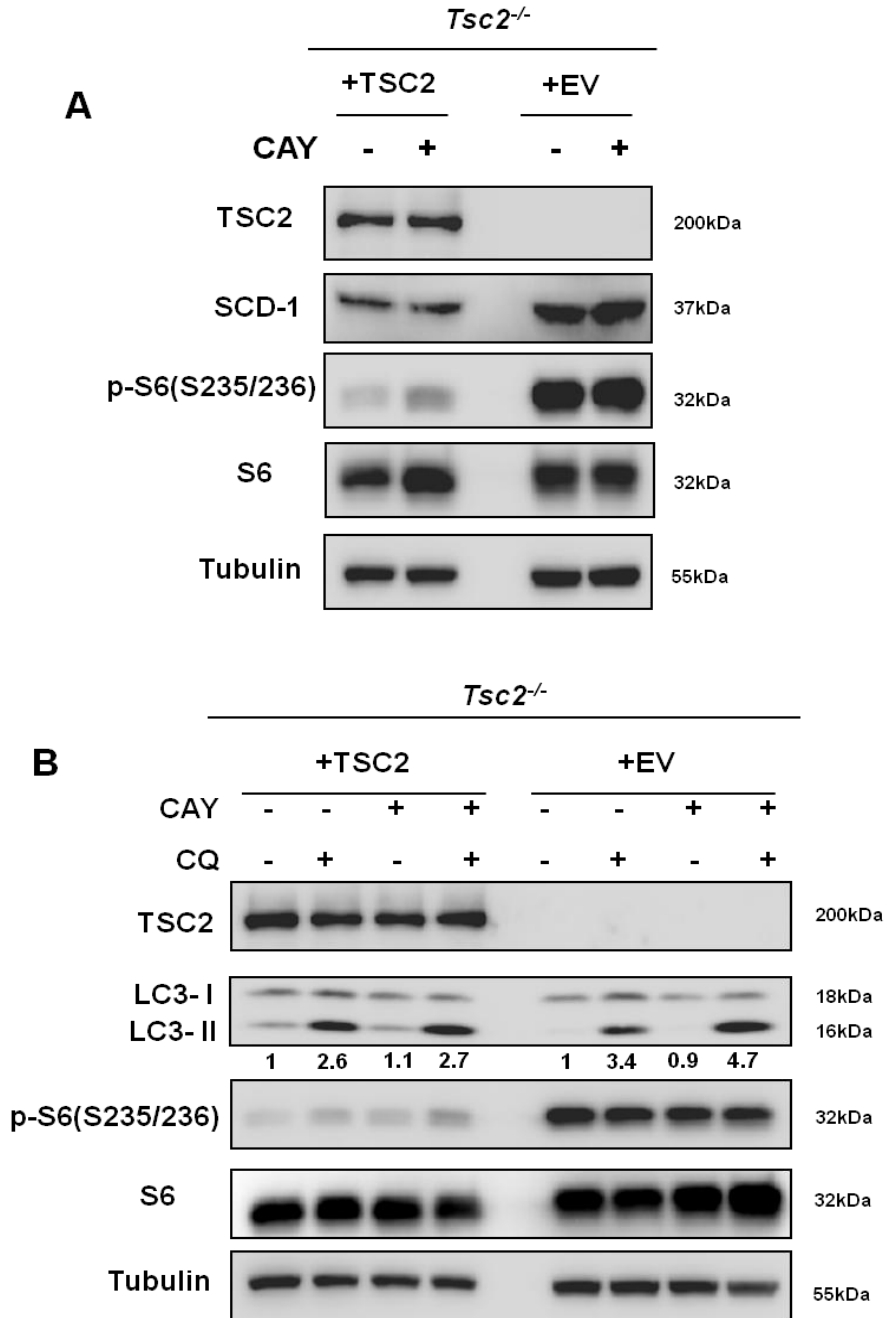 Tsc2-/-
A
+TSC2 +EV
CAY - + - +
TSC2 200kDa
SCD-1 37kDa
p-S6(S235/236) 32kDa
S6 32kDa
Tubulin 55kDa
Tsc2-/-
B
+TSC2 +EV
CAY - - + + - - + +
CQ - + - + - + - +
TSC2 200kDa
LC3- I 18kDa
LC3- II 16kDa
1 2.6 1.1 2.7 1 3.4 0.9 4.7
p-S6(S235/236) 32kDa
S6 32kDa
Tubulin 55kDa